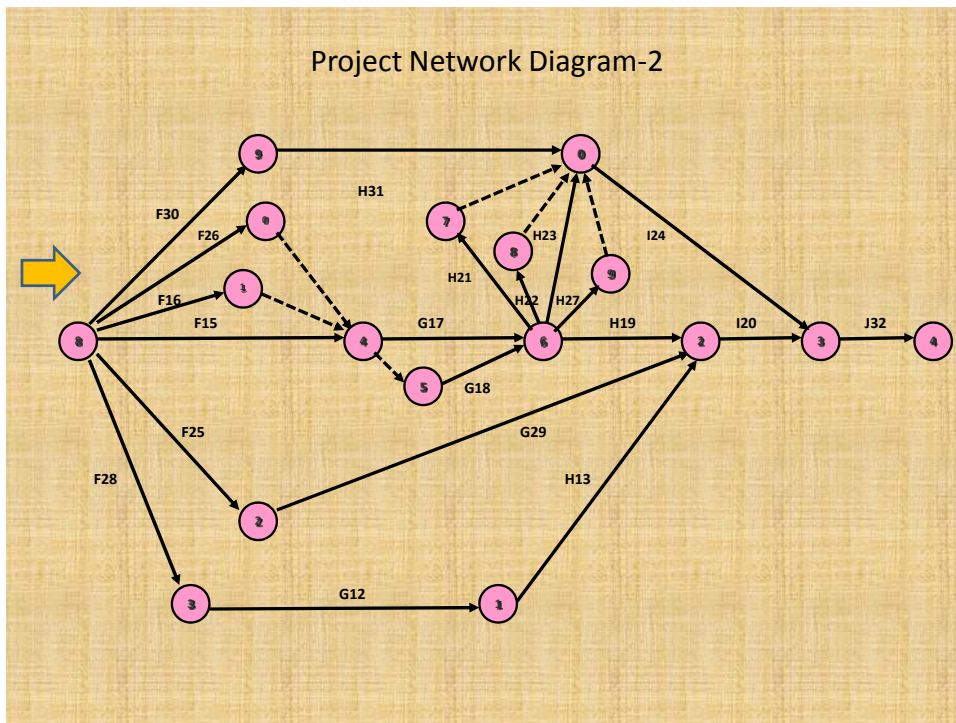 Project Network Diagram-2
9
0
H31
F30
7
F26
H23
I24
8
9
H21
1
F16
H22
H27
F15
G17
H19
I20
J32
8
4
6
2
3
4
5
G18
F25
G29
F28
H13
2
G12
3
1